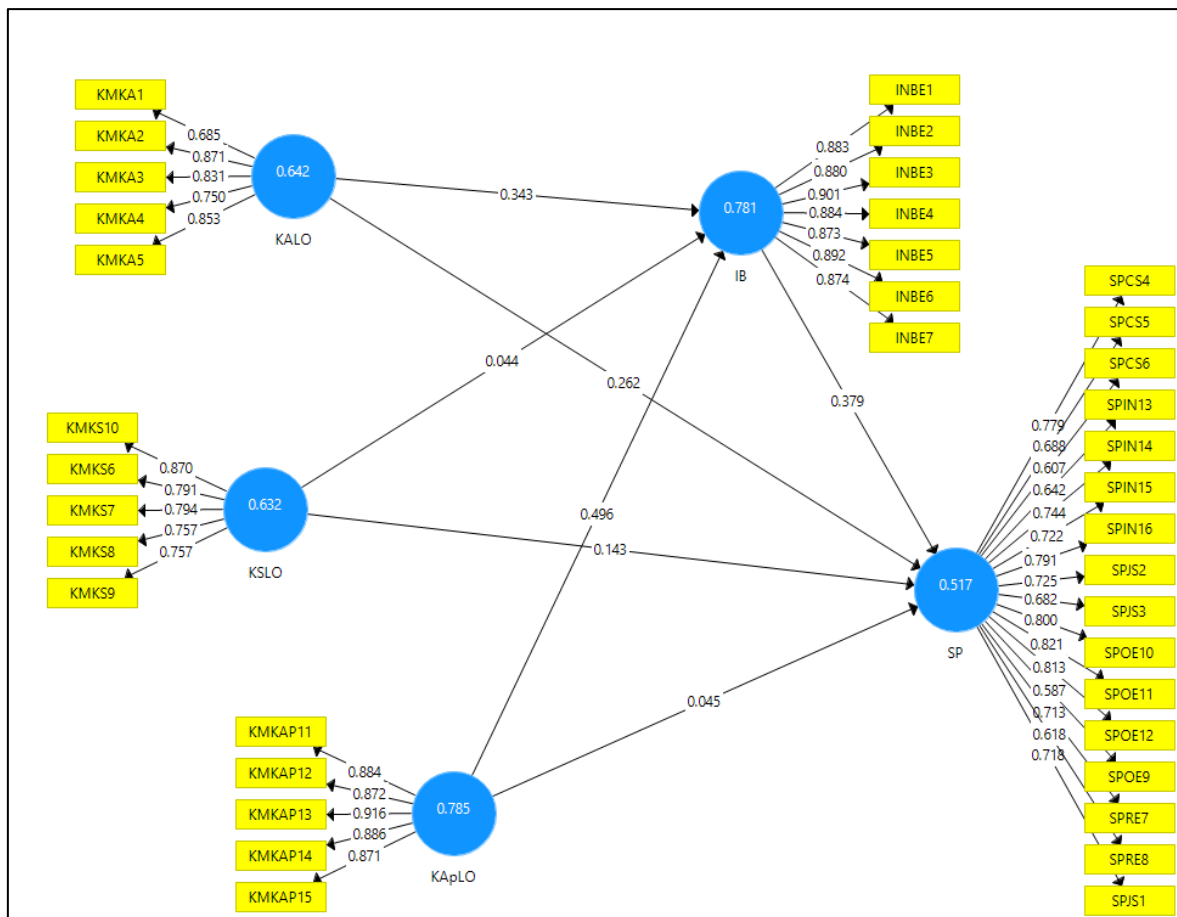 KMKA1
KMKA2
KMKA3
KMKA4
KMKA5
0.685
0.871
0.831
0.750
0.853
0.642
KALO
0.343
0.044
0.262
0.496
0.379
0.143
0.045
INBE1
INBE2
INBE3
INBE4
INBE5
INBE6
INBE7
0.883
0.880
0.901
0.884
0.873
0.892
0.874
0.781
IB
KMKS10
KMKS6
KMKS7
KMKS8
KMKS9
0.870
0.791
0.794
0.757
0.757
0.632
KSLO
KMKAP11
KMKAP12
KMKAP13
KMKAP14
KMKAP15
0.884
0.872
0.916
0.886
0.871
0.785
KApLO
0.517
SP
0.779
0.688
0.607
0.642
0.744
0.722
0.791
0.725
0.682
0.800
0.821
0.813
0.587
0.713
0.618
0.718
SPCS4
SPCS5
SPCS6
SPIN13
SPIN14
SPIN15
SPIN16
SPJS2
SPJS3
SPOE10
SPOE11
SPOE12
SPOE9
SPRE7
SPRE8
SPJS1